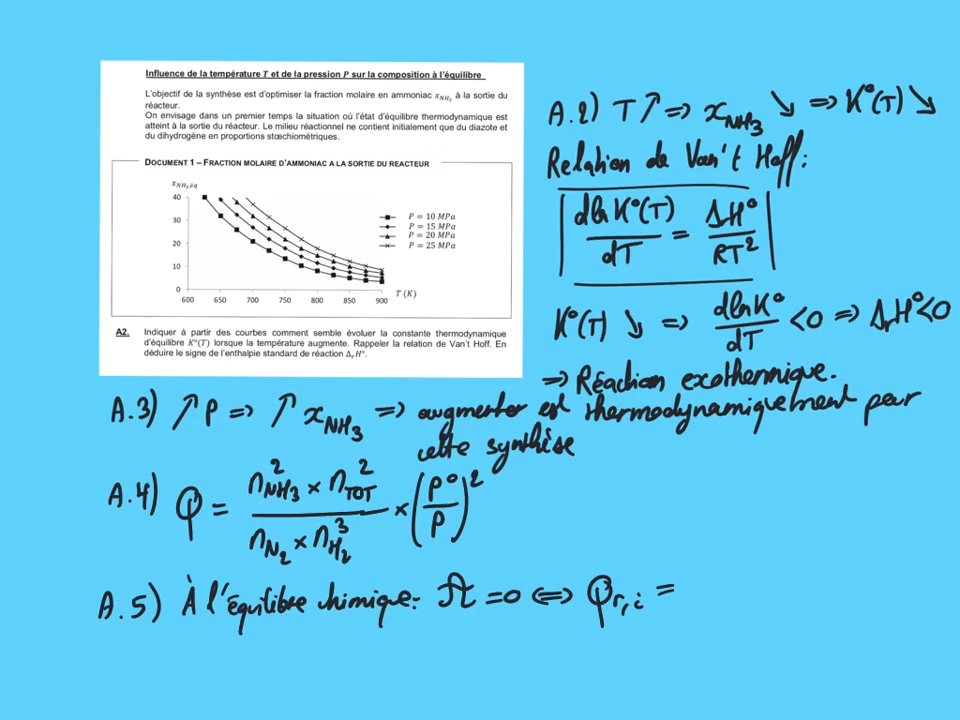 Influence de la température T et de la pression P sur la composition à l'équilibre
L'objectif de la synthèse est d'optimiser la fraction molaire en ammoniac x_NH₃ à la sortie du
réacteur.
On envisage dans un premier temps la situation où l'état d'équilibre thermodynamique est
atteint à la sortie du réacteur. Le milieu réactionnel ne contient initialement que du diazote et
du dihydrogène en proportions stœchiométriques.
DOCUMENT 1 – FRACTION MOLAIRE D'AMMONIAC A LA SORTIE DU REACTEUR
x_NH₃,éq
40
30
20
10
0
600 650 700 750 800 850 900
T (K)
P = 10 MPa
P = 15 MPa
P = 20 MPa
P = 25 MPa
A2. Indiquer à partir des courbes comment semble évoluer la constante thermodynamique
d'équilibre K°(T) lorsque la température augmente. Rappeler la relation de Van't Hoff. En
déduire le signe de l'enthalpie standard de réaction Δ_rH°.
A.2) T ↗ => x_NH₃ ↘ => K°(T) ↘
Relation de Van't Hoff:
dln K°(T)/dT = ΔrH°/RT²
K°(T) ↘ => dlnK°/dT <0 => ΔrH°<0
=> Réaction exothermique.
A.3) ↗ P => ↗ x_NH₃ => augmenter est thermodynamiquement pour
cette synthèse
A.4) Q = n_NH₃² × n_TOT² / n_N₂ × n_H₂³ × (P°/P)²
A.5) À l'équilibre chimique: 𝒜 =0 <=> Qr,i =